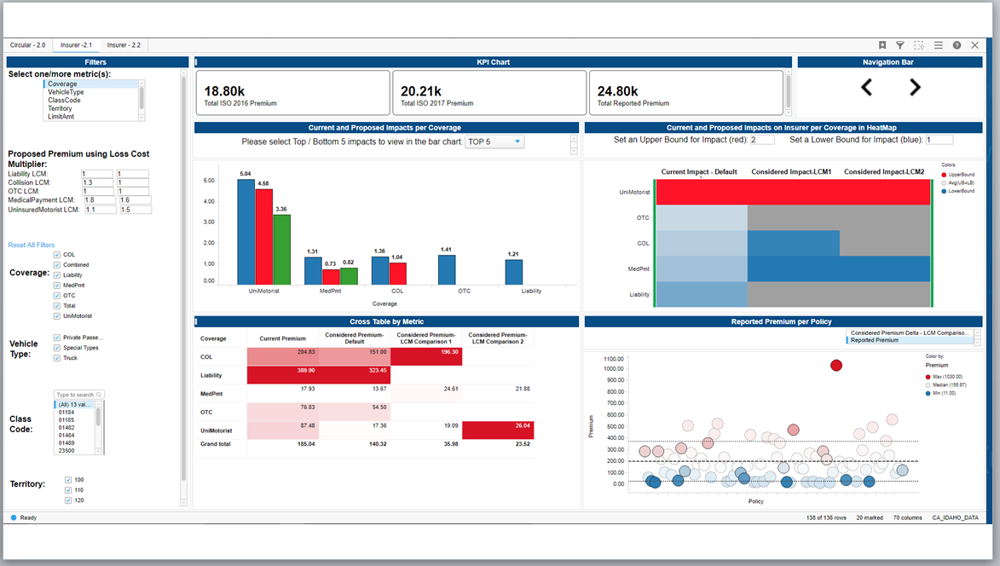 Circular - 2.0 Insurer -2.1 Insurer - 2.2
Filters
Select one/more metric(s):
Coverage
VehicleType
ClassCode
Territory
LimitAmt
Proposed Premium using Loss Cost
Multiplier:
Liability LCM: 1 1
Collision LCM: 1.3 1
OTC LCM: 1 1
MedicalPayment LCM: 1.8 1.6
UninsuredMotorist LCM: 1.1 1.5
Reset All Filters
Coverage:
COL
Combined
Liability
MedPmt
OTC
Total
UniMotorist
Vehicle
Type:
Private Passe...
Special Types
Truck
Class
Code:
Type to search
(All) 13 val...
01184
01185
01482
01484
01489
23500
Territory:
100
110
120
KPI Chart
18.80k
Total ISO 2016 Premium
20.21k
Total ISO 2017 Premium
24.80k
Total Reported Premium
Navigation Bar
Current and Proposed Impacts per Coverage
Please select Top / Bottom 5 impacts to view in the bar chart: TOP 5
5.00
4.00
3.00
2.00
1.00
0.00
5.04 4.58 3.36
1.31 0.73 0.82
1.36 1.04
1.41
1.21
UniMotorist MedPmt COL OTC Liability
Coverage
Current and Proposed Impacts on Insurer per Coverage in HeatMap
Set an Upper Bound for Impact (red): 2 Set a Lower Bound for Impact (blue): 1
Current Impact - Default Considered Impact-LCM1 Considered Impact-LCM2
UniMotorist
OTC
COL
MedPmt
Liability
Colors:
UpperBound
Avg(UB+LB)
LowerBound
Cross Table by Metric
Coverage Current Premium Considered Premium-Default Considered Premium-LCM Comparison 1 Considered Premium-LCM Comparison 2
COL 204.83 151.00 196.30
Liability 389.90 323.45
MedPmt 17.93 13.67 24.61 21.88
OTC 76.83 54.50
UniMotorist 87.48 17.36 19.09 26.04
Grand total 185.04 140.32 35.98 23.52
Reported Premium per Policy
Considered Premium Delta - LCM Compariso...
Reported Premium
1100.00
1000.00
900.00
800.00
700.00
600.00
500.00
400.00
300.00
200.00
100.00
0.00
Premium
Policy
Color by:
Premium
Max (1030.00)
Median (155.67)
Min (11.00)
Ready
138 of 138 rows 20 marked 70 columns CA_IDAHO_DATA